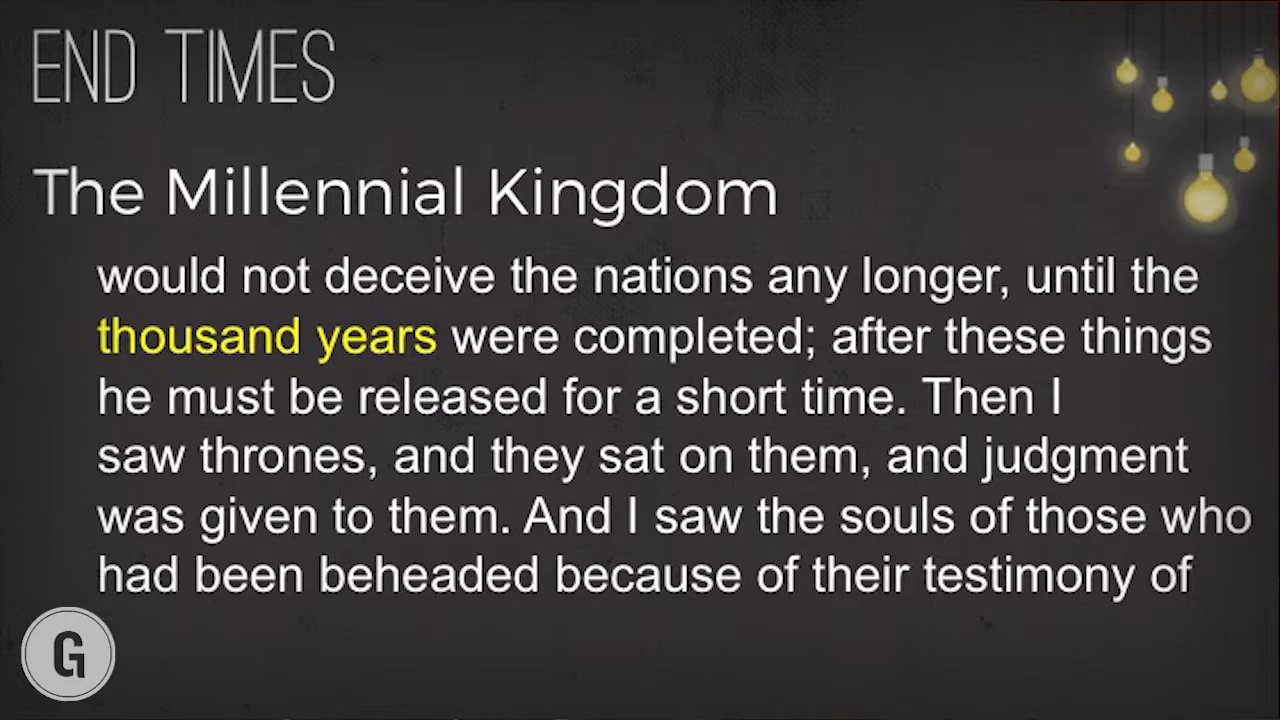 END TIMES
The Millennial Kingdom
would not deceive the nations any longer, until the
thousand years were completed; after these things
he must be released for a short time. Then I
saw thrones, and they sat on them, and judgment
was given to them. And I saw the souls of those who
had been beheaded because of their testimony of
G